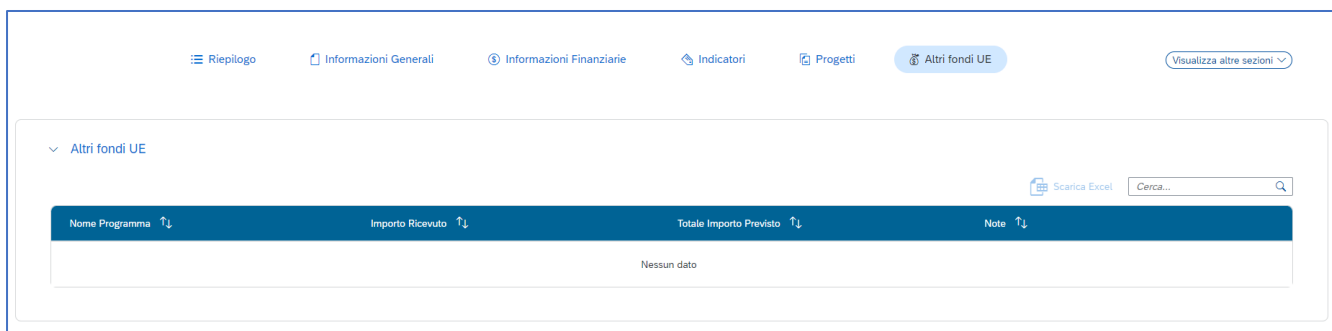 Riepilogo Informazioni Generali Informazioni Finanziarie Indicatori Progetti Altri fondi UE Visualizza altre sezioni
Altri fondi UE
Scarica Excel Cerca...
Nome Programma Importo Ricevuto Totale Importo Previsto Note
Nessun dato